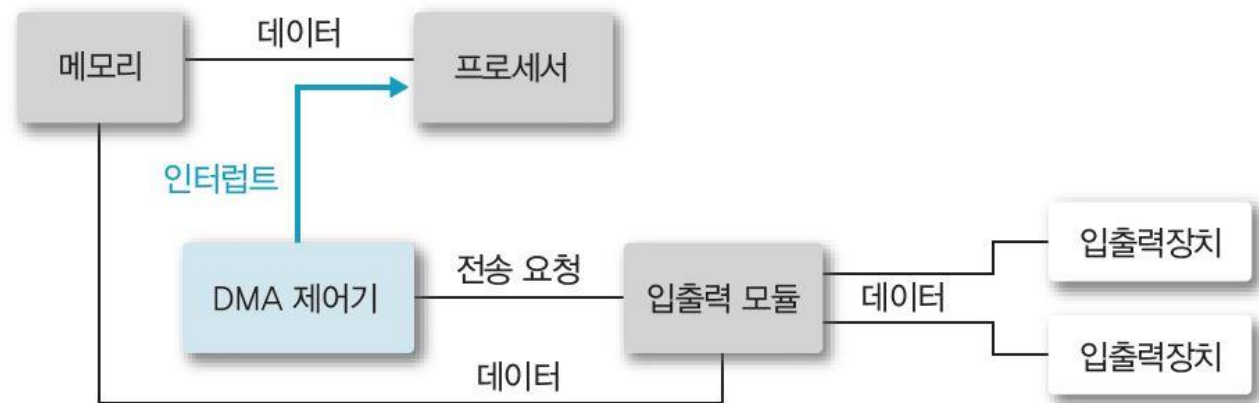 데이터
메모리
프로세서
인터럽트
DMA 제어기
전송 요청
입출력 모듈
데이터
입출력장치
입출력장치
데이터